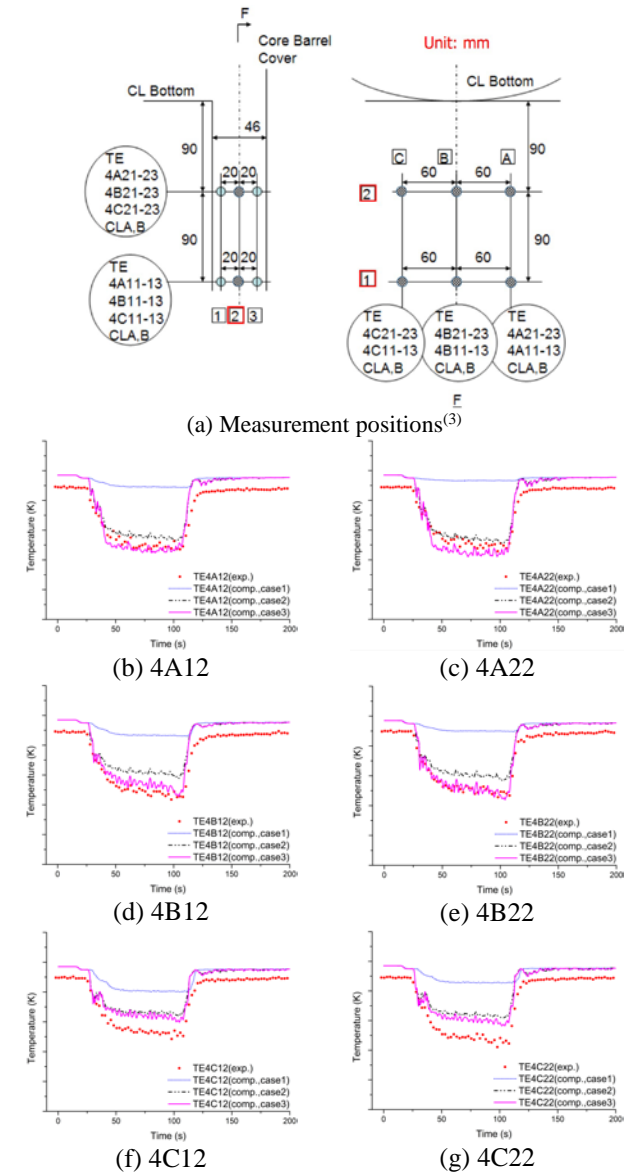 F
Core Barrel
Cover
Unit: mm
CL Bottom
CL Bottom
46
90
90
C
B
A
TE
4A21-23
4B21-23
4C21-23
CLA,B
20
20
60
60
2
90
90
TE
4A11-13
4B11-13
4C11-13
CLA,B
20
20
60
60
1
1
2
3
TE
4C21-23
4C11-13
CLA,B
TE
4B21-23
4B11-13
CLA,B
TE
4A21-23
4A11-13
CLA,B
F
(a) Measurement positions(3)
Temperature (K)
TE4A12(exp.)
TE4A12(comp.,case1)
TE4A12(comp.,case2)
TE4A12(comp.,case3)
0 50 100 150 200
Time (s)
(b) 4A12
Temperature (K)
TE4A22(exp.)
TE4A22(comp.,case1)
TE4A22(comp.,case2)
TE4A22(comp.,case3)
0 50 100 150 200
Time (s)
(c) 4A22
Temperature (K)
TE4B12(exp.)
TE4B12(comp.,case1)
TE4B12(comp.,case2)
TE4B12(comp.,case3)
0 50 100 150 200
Time (s)
(d) 4B12
Temperature (K)
TE4B22(exp.)
TE4B22(comp.,case1)
TE4B22(comp.,case2)
TE4B22(comp.,case3)
0 50 100 150 200
Time (s)
(e) 4B22
Temperature (K)
TE4C12(exp.)
TE4C12(comp.,case1)
TE4C12(comp.,case2)
TE4C12(comp.,case3)
0 50 100 150 200
Time (s)
(f) 4C12
Temperature (K)
TE4C22(exp.)
TE4C22(comp.,case1)
TE4C22(comp.,case2)
TE4C22(comp.,case3)
0 50 100 150 200
Time (s)
(g) 4C22